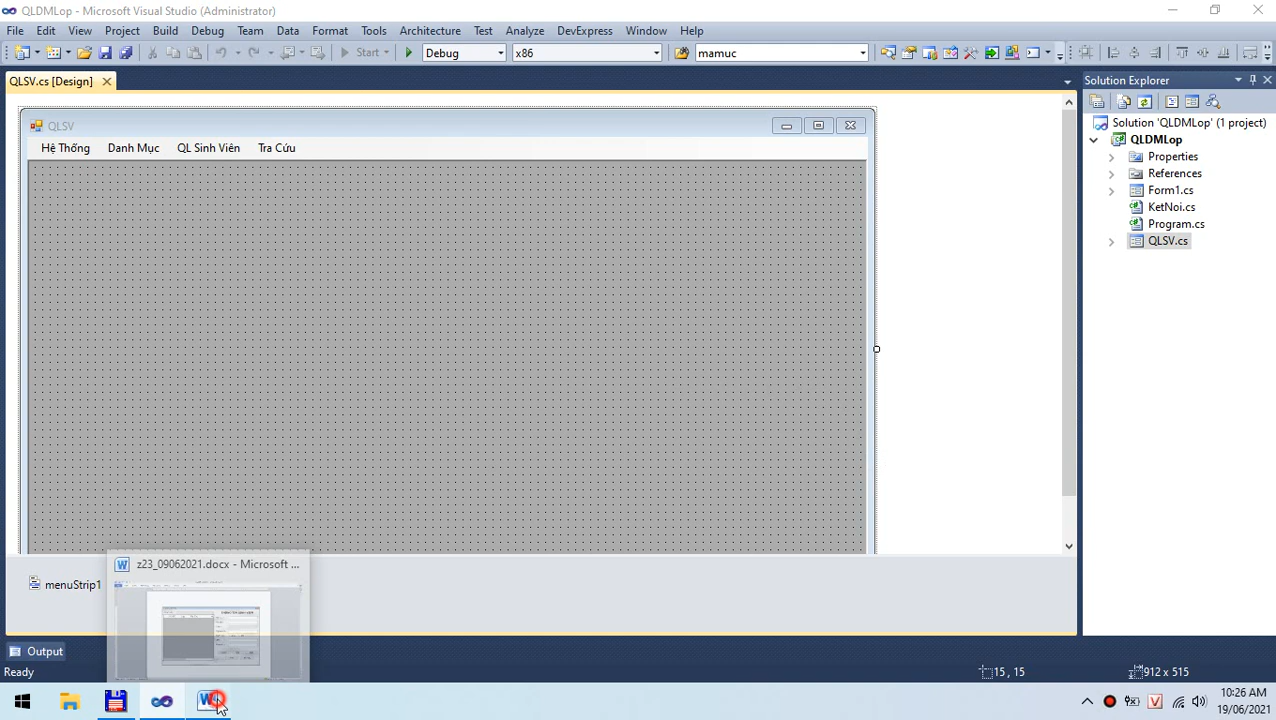 QLDMLop - Microsoft Visual Studio (Administrator)
File Edit View Project Build Debug Team Data Format Tools Architecture Test Analyze DevExpress Window Help
Start Debug x86 mamuc
QLSV.cs [Design]
QLSV
Hệ Thống Danh Mục QL Sinh Viên Tra Cứu
Solution Explorer
Solution 'QLDMLop' (1 project)
QLDMLop
Properties
References
Form1.cs
KetNoi.cs
Program.cs
QLSV.cs
z23_09062021.docx - Microsoft ...
menuStrip1
Output
Ready 15 , 15 912 x 515
10:26 AM
19/06/2021